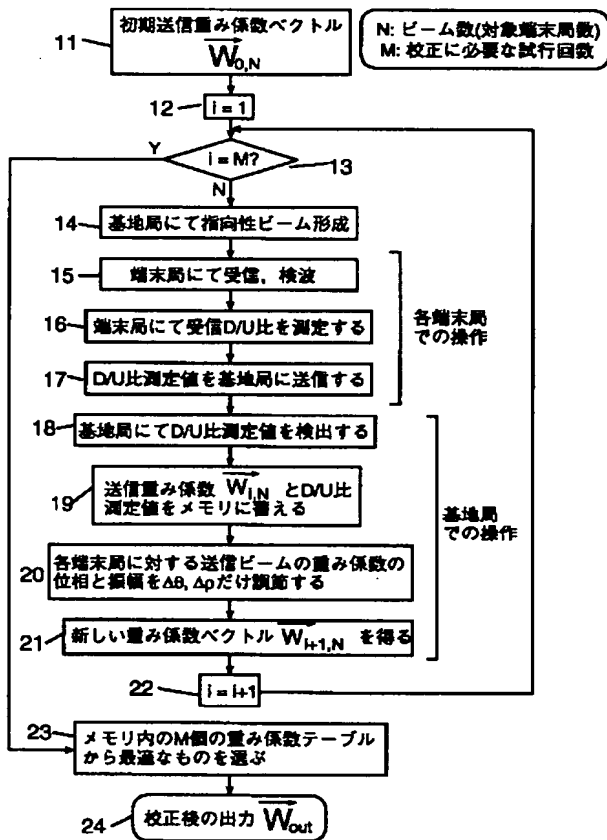 11
初期送信重み係数ベクトル
W0,N
N: ビーム数(対象端末局数)
M: 校正に必要な試行回数
12
i = 1
Y
i = M?
13
N
14
基地局にて指向性ビーム形成
15
端末局にて受信, 検波
16
端末局にて受信D/U比を測定する
17
D/U比測定値を基地局に送信する
各端末局
での操作
18
基地局にてD/U比測定値を検出する
19
送信重み係数 Wi,N とD/U比
測定値をメモリに蓄える
基地局
での操作
20
各端末局に対する送信ビームの重み係数の
位相と振幅をΔθ, Δρだけ調節する
21
新しい重み係数ベクトル Wi+1,N を得る
22
i = i+1
23
メモリ内のM個の重み係数テーブル
から最適なものを選ぶ
24
校正後の出力 Wout